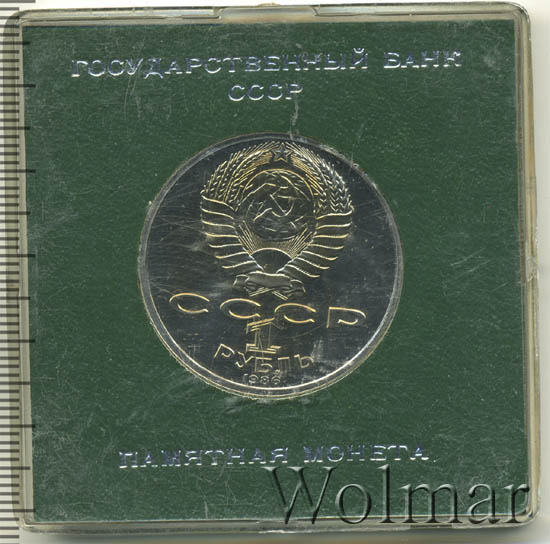 ГОСУДАРСТВЕННЫЙ БАНК
СССР
СССР
1
РУБЛЬ
1986
ПАМЯТНАЯ МОНЕТА
Wolmar